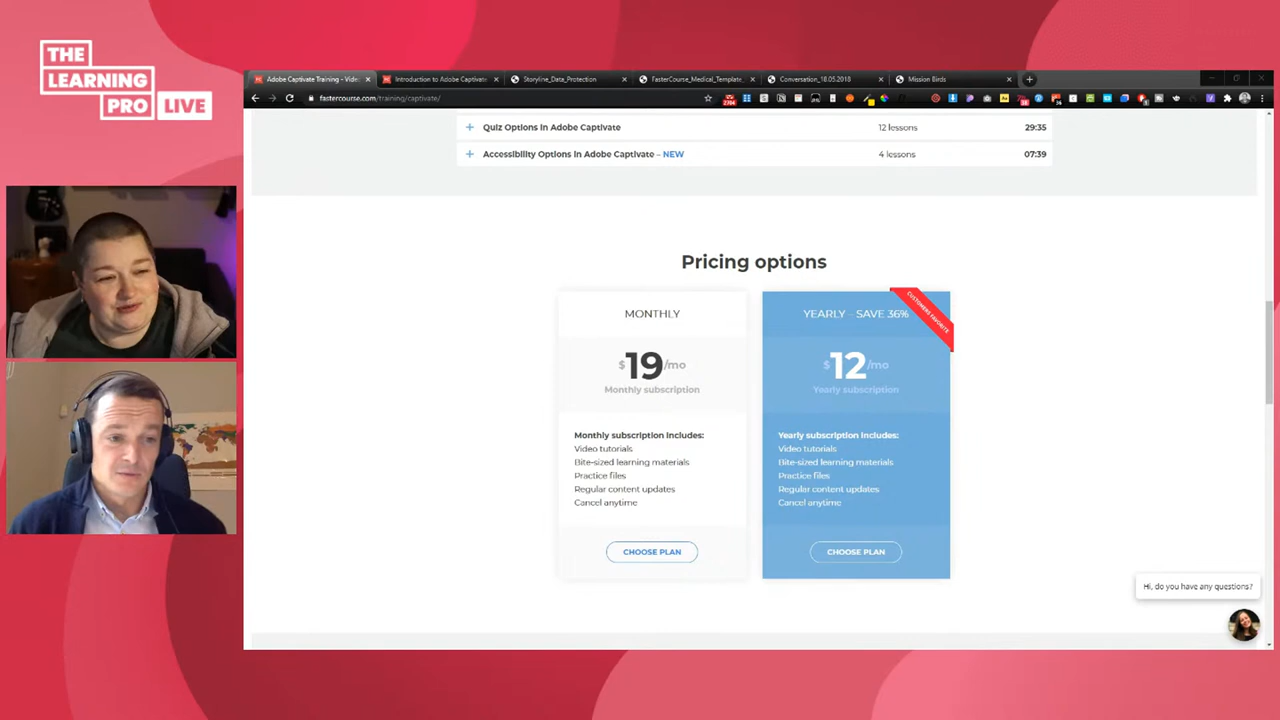 THE
LEARNING
PRO LIVE
Adobe Captivate Training - Vide
Introduction to Adobe Captivate
Storyline_Data_Protection
FasterCourse_Medical_Template_
Conversation_18.05.2018
Mission Birds
fastercourse.com/training/captivate/
Quiz Options in Adobe Captivate 12 lessons 29:35
Accessibility Options in Adobe Captivate – NEW 4 lessons 07:39
Pricing options
MONTHLY
$19/mo
Monthly subscription
Monthly subscription includes:
Video tutorials
Bite-sized learning materials
Practice files
Regular content updates
Cancel anytime
CHOOSE PLAN
CUSTOMERS FAVORITE
YEARLY – SAVE 36%
$12/mo
Yearly subscription
Yearly subscription includes:
Video tutorials
Bite-sized learning materials
Practice files
Regular content updates
Cancel anytime
CHOOSE PLAN
Hi, do you have any questions?